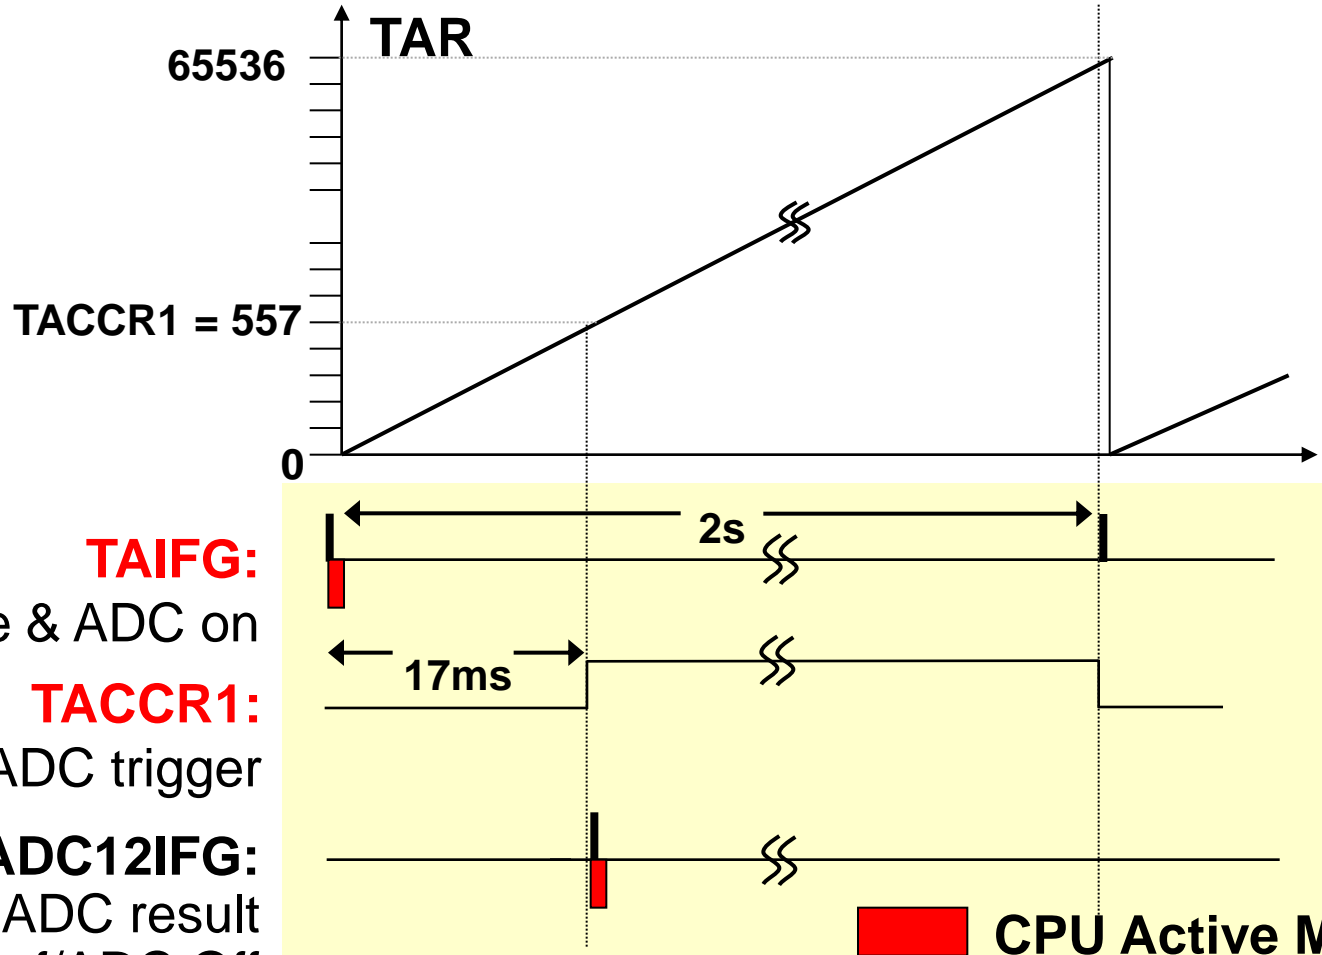 TAR
65536
TACCR1 = 557
0
2s
TAIFG:
& ADC on
17ms
TACCR1:
ADC trigger
ADC12IFG:
ADC result
CPU Active